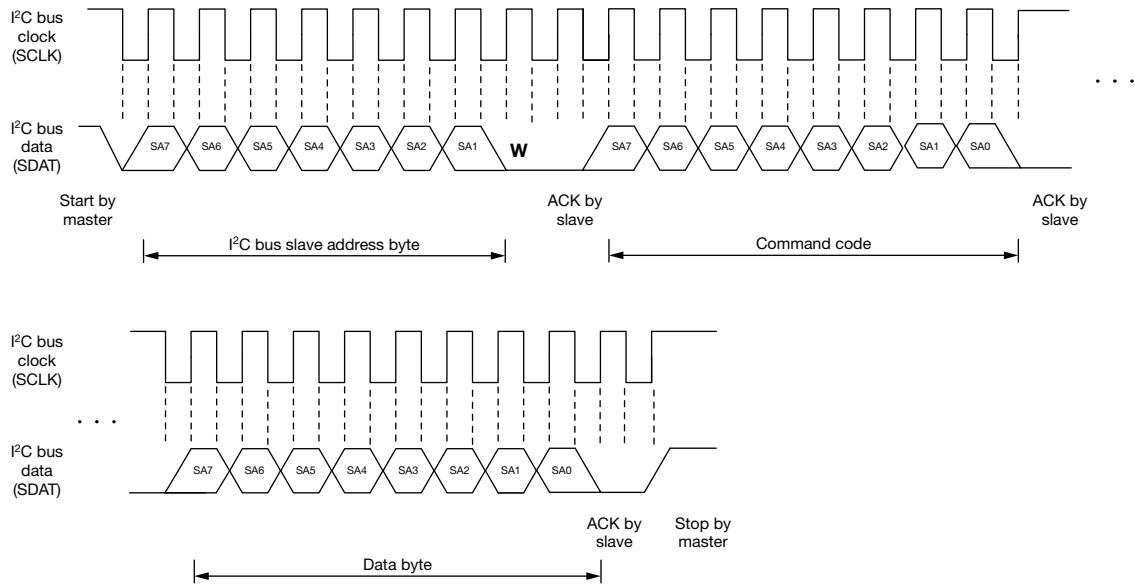 I²C bus
clock
(SCLK)
. . .
I²C bus
data
(SDAT)
SA7 SA6 SA5 SA4 SA3 SA2 SA1 W SA7 SA6 SA5 SA4 SA3 SA2 SA1 SA0
Start by
master
ACK by
slave
ACK by
slave
I²C bus slave address byte
Command code
I²C bus
clock
(SCLK)
. . .
I²C bus
data
(SDAT)
SA7 SA6 SA5 SA4 SA3 SA2 SA1 SA0
ACK by
slave
Stop by
master
Data byte